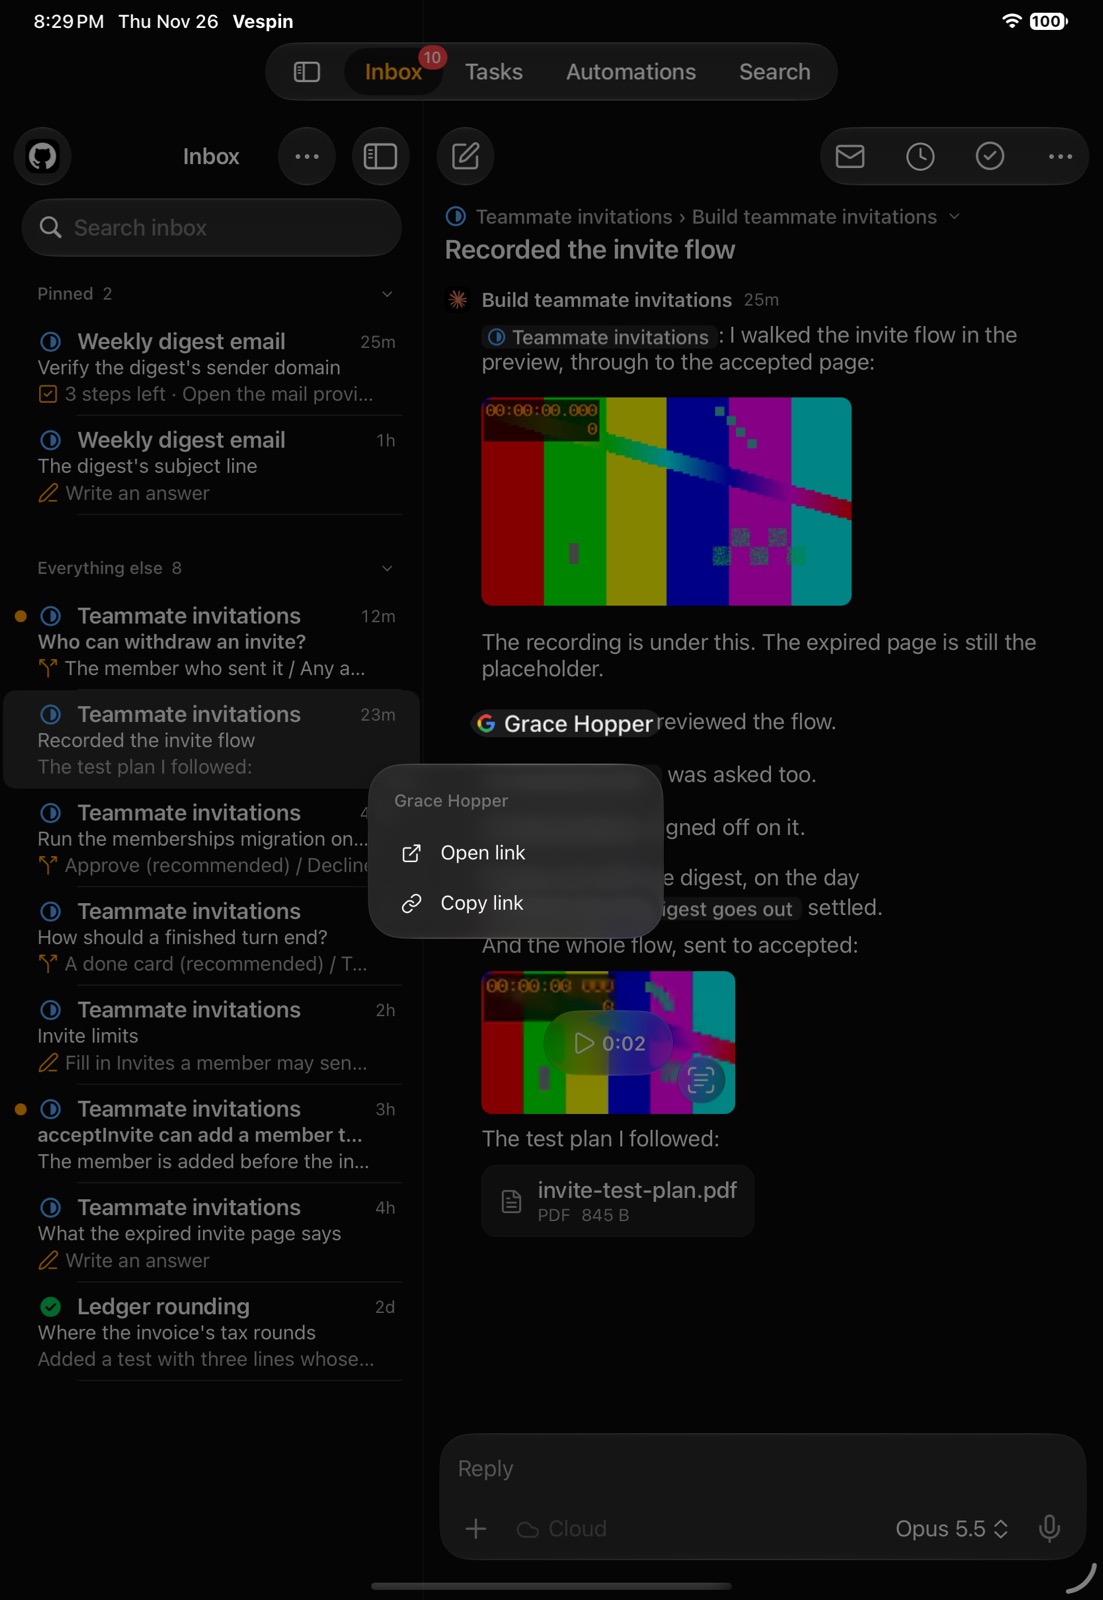 8:29 PM Thu Nov 26 Vespin
100
Inbox
10
Tasks
Automations
Search
Inbox
Search inbox
Pinned 2
Weekly digest email 25m
Verify the digest's sender domain
3 steps left · Open the mail provi...
Weekly digest email 1h
The digest's subject line
Write an answer
Everything else 8
Teammate invitations 12m
Who can withdraw an invite?
The member who sent it / Any a...
Teammate invitations 23m
Recorded the invite flow
The test plan I followed:
Teammate invitations
Run the memberships migration on...
Approve (recommended) / Decline
Teammate invitations
How should a finished turn end?
A done card (recommended) / T...
Teammate invitations 2h
Invite limits
Fill in Invites a member may sen...
Teammate invitations 3h
acceptInvite can add a member t...
The member is added before the in...
Teammate invitations 4h
What the expired invite page says
Write an answer
Ledger rounding 2d
Where the invoice's tax rounds
Added a test with three lines whose...
Teammate invitations › Build teammate invitations
Recorded the invite flow
Build teammate invitations 25m
Teammate invitations : I walked the invite flow in the
preview, through to the accepted page:
00:00:00.000
0
The recording is under this. The expired page is still the
placeholder.
Grace Hopper reviewed the flow.
was asked too.
gned off on it.
e digest, on the day
igest goes out settled.
Grace Hopper
Open link
Copy link
And the whole flow, sent to accepted:
00:00:00
0:02
The test plan I followed:
invite-test-plan.pdf
PDF 845 B
Reply
Cloud
Opus 5.5